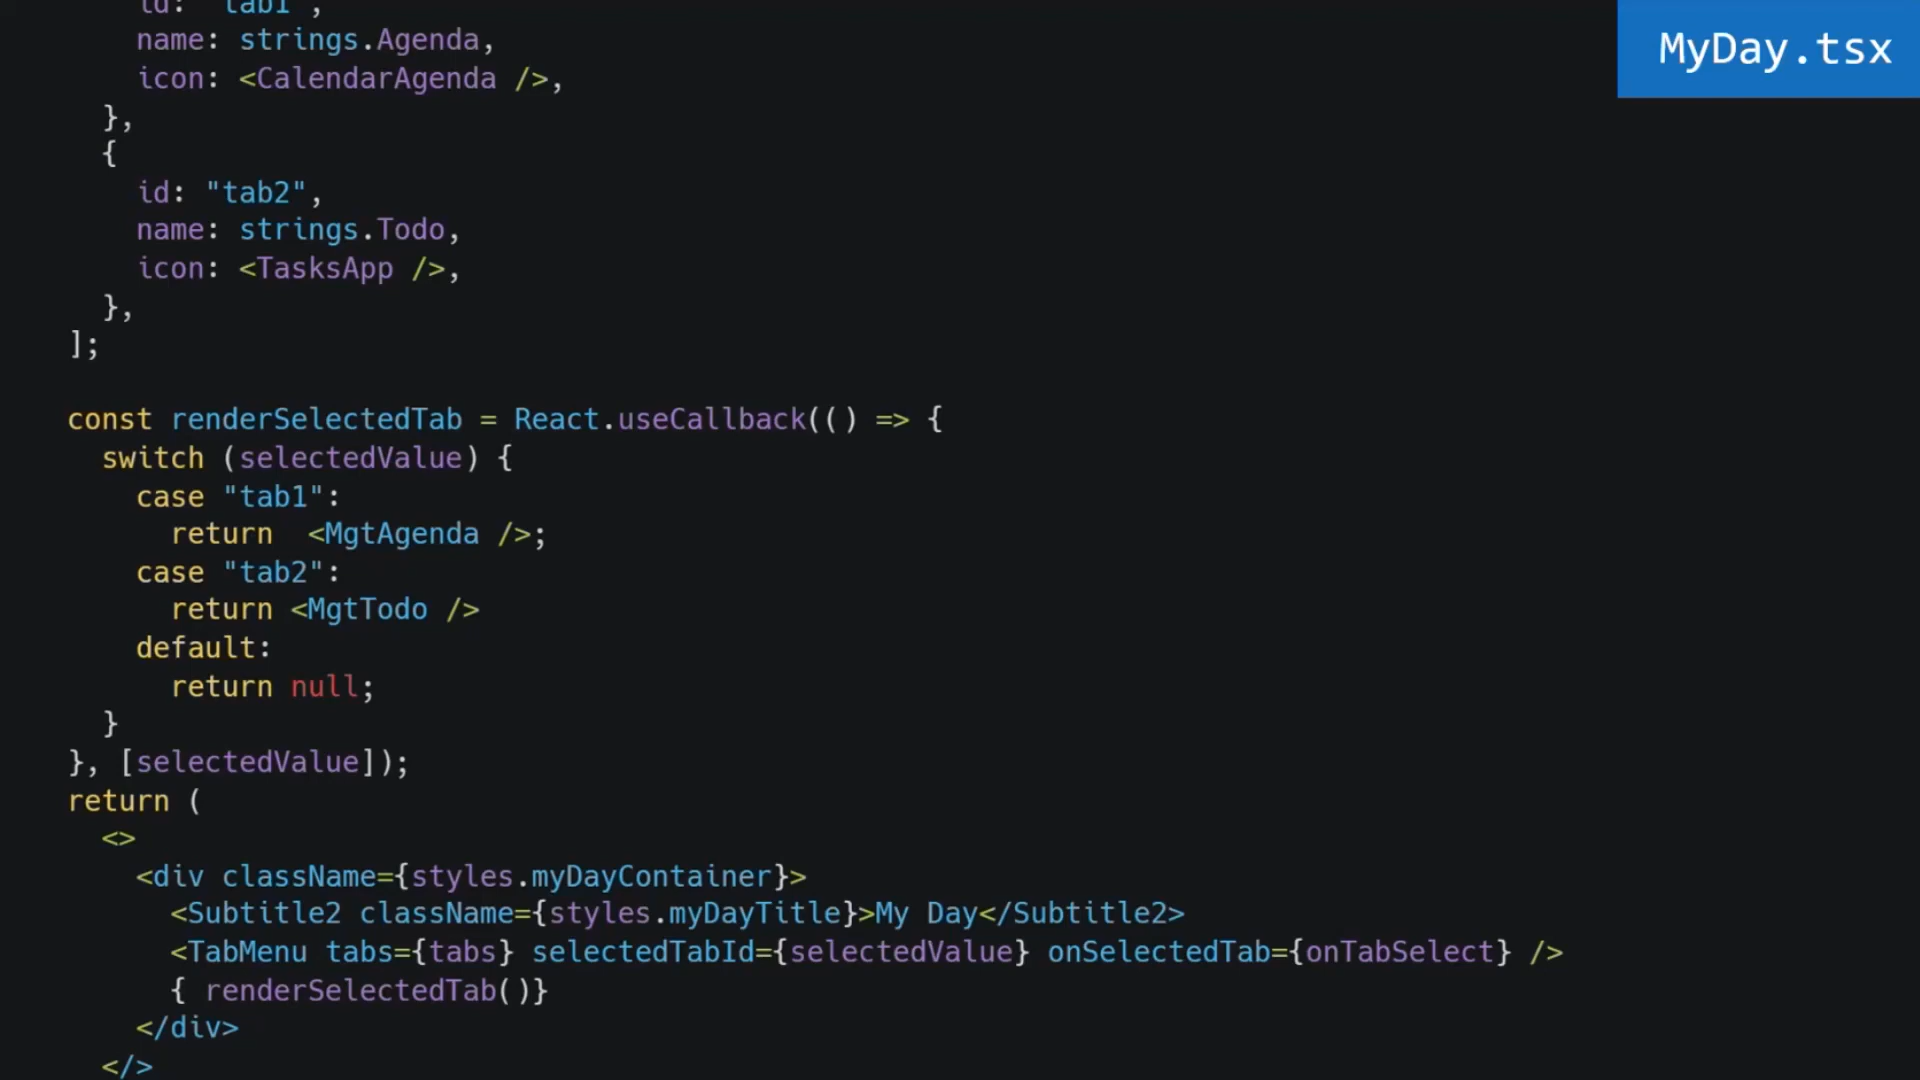 id: "tab1",
name: strings.Agenda,
icon: <CalendarAgenda />,
},
{
id: "tab2",
name: strings.Todo,
icon: <TasksApp />,
},
];
const renderSelectedTab = React.useCallback(() => {
switch (selectedValue) {
case "tab1":
return  <MgtAgenda />;
case "tab2":
return <MgtTodo />
default:
return null;
}
}, [selectedValue]);
return (
<>
<div className={styles.myDayContainer}>
<Subtitle2 className={styles.myDayTitle}>My Day</Subtitle2>
<TabMenu tabs={tabs} selectedTabId={selectedValue} onSelectedTab={onTabSelect} />
{ renderSelectedTab()}
</div>
</>
MyDay.tsx